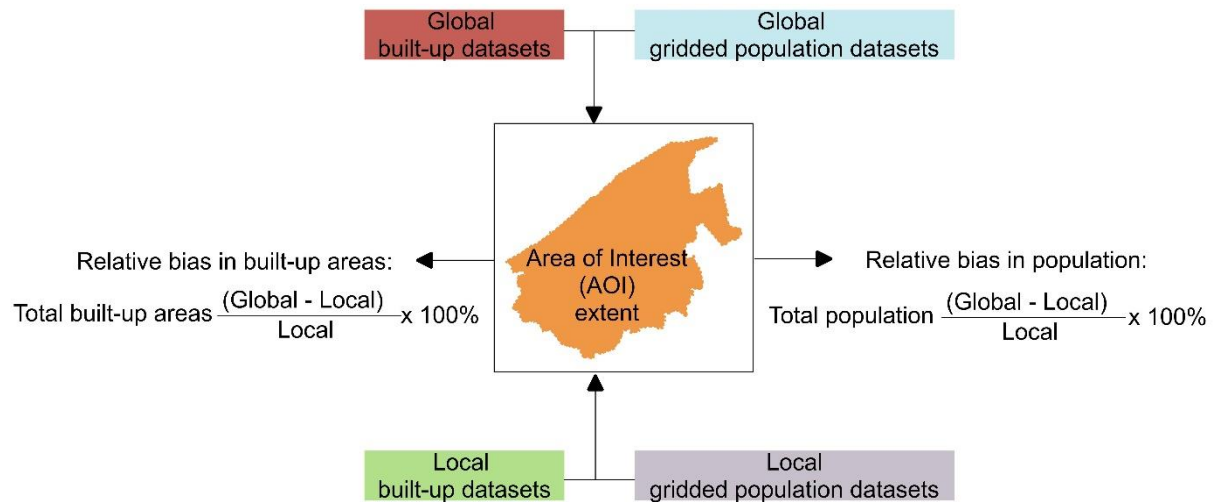 Global
built-up datasets
Global
gridded population datasets
Relative bias in built-up areas:
Total built-up areas (Global - Local)
Local
x 100%
Area of Interest
(AOI)
extent
Relative bias in population:
Total population (Global - Local)
Local
x 100%
Local
built-up datasets
Local
gridded population datasets